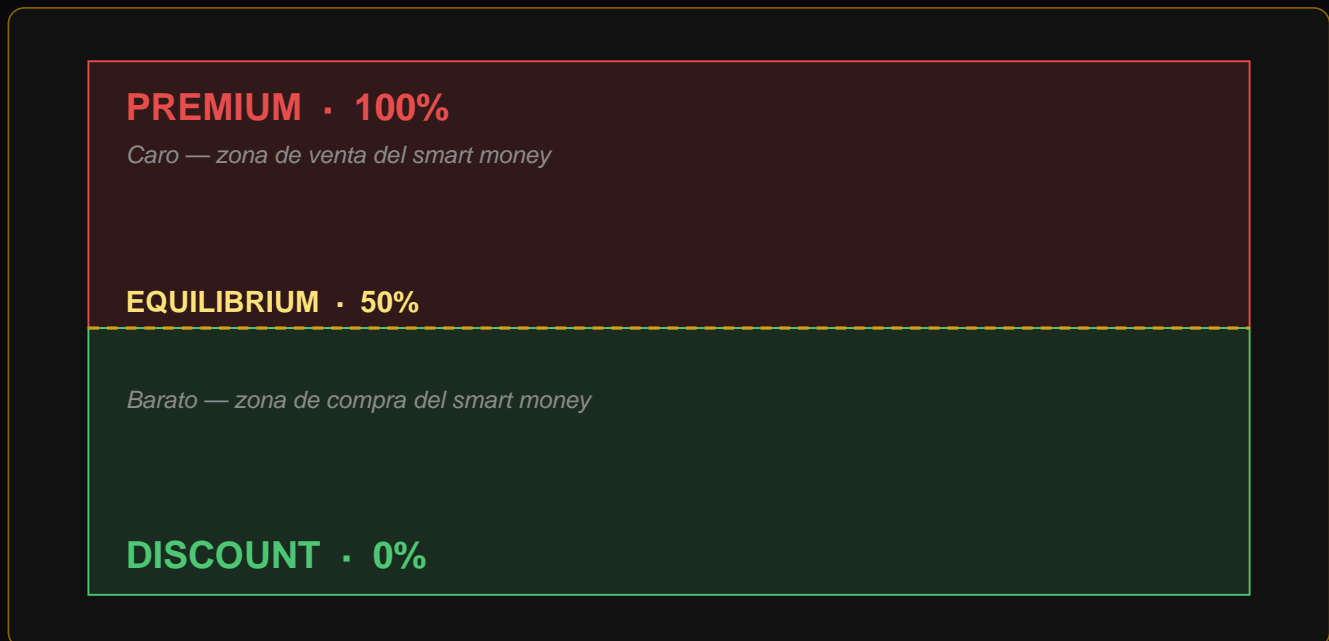 PREMIUM · 100%
Caro — zona de venta del smart money
EQUILIBRIUM · 50%
Barato — zona de compra del smart money
DISCOUNT · 0%